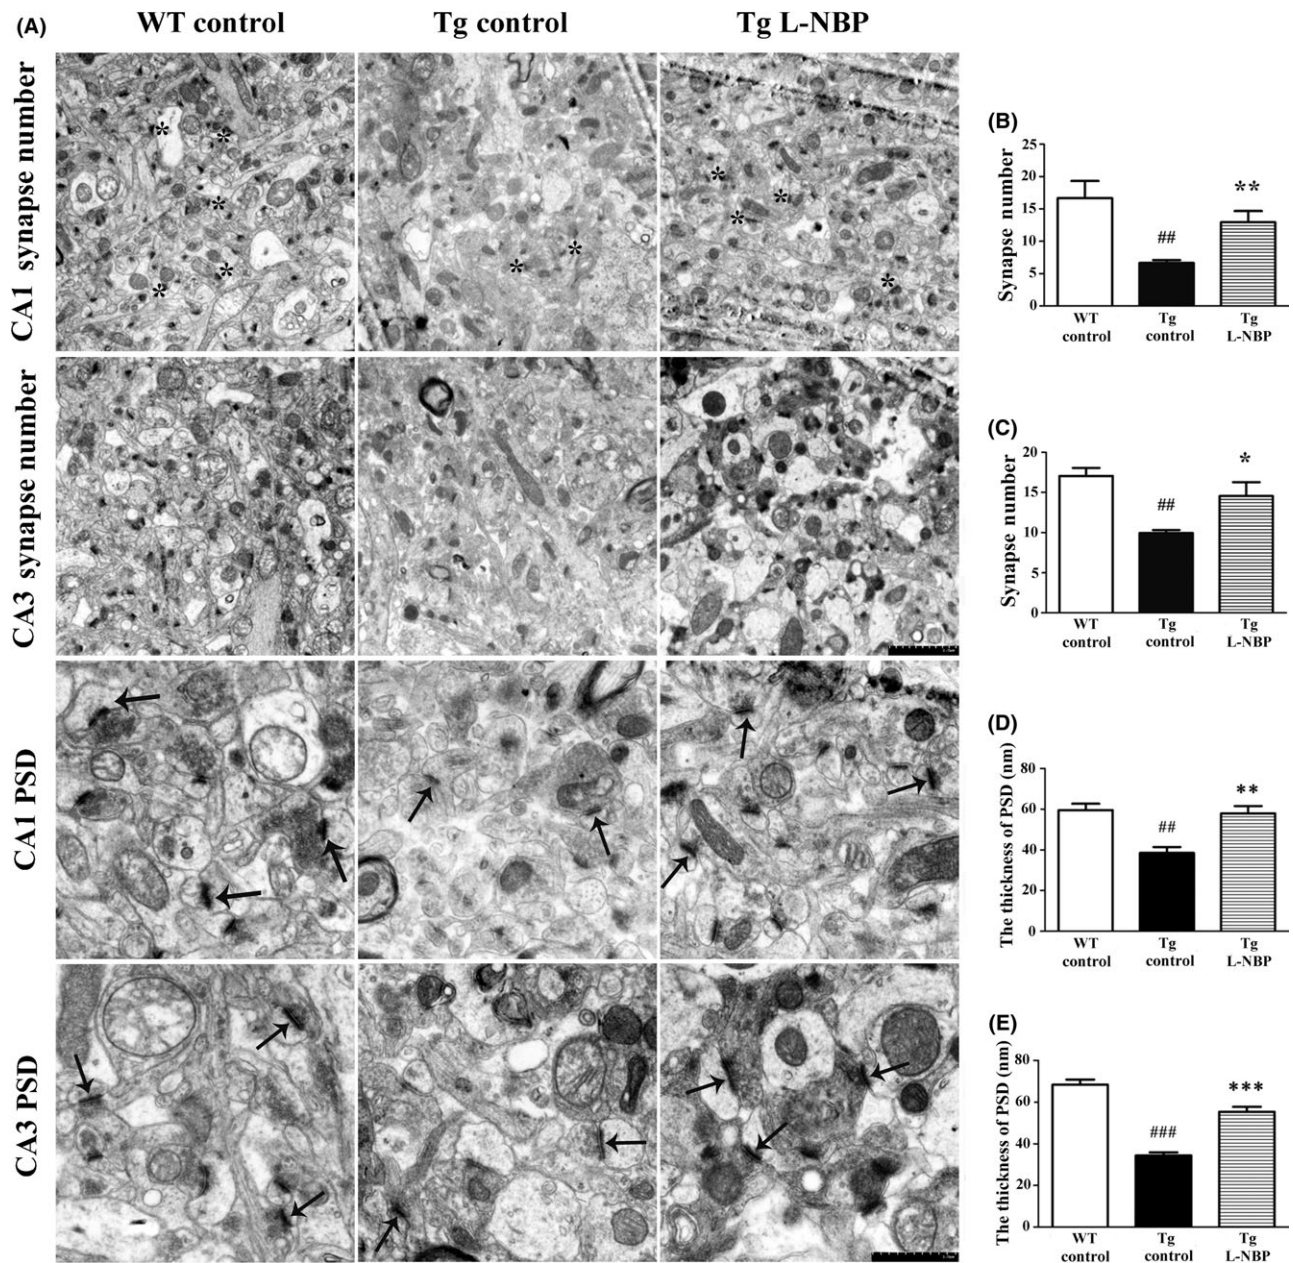 (A)
WT control
Tg control
Tg L-NBP
CA1 synapse number
* * * * *
* *
* * * *
CA3 synapse number
CA1 PSD
CA3 PSD
(B)
Synapse number
25
20
15
10
5
0
##
**
WT control
Tg control
Tg L-NBP
(C)
Synapse number
20
15
10
5
0
##
*
WT control
Tg control
Tg L-NBP
(D)
The thickness of PSD (nm)
80
60
40
20
0
##
**
WT control
Tg control
Tg L-NBP
(E)
The thickness of PSD (nm)
80
60
40
20
0
###
***
WT control
Tg control
Tg L-NBP